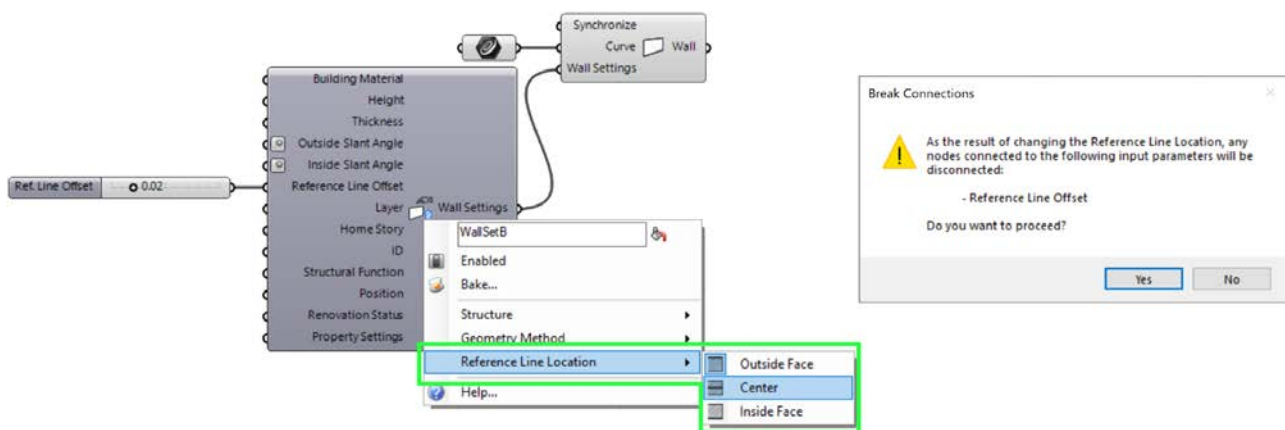 Synchronize
Curve
Wall
Wall Settings
Building Material
Height
Thickness
Outside Slant Angle
Inside Slant Angle
Ref. Line Offset
0.02
Reference Line Offset
Layer
Wall Settings
Home Story
ID
Structural Function
Position
Renovation Status
Property Settings
WallSetB
Enabled
Bake...
Structure
Geometry Method
Reference Line Location
Help...
Outside Face
Center
Inside Face
Break Connections
As the result of changing the Reference Line Location, any
nodes connected to the following input parameters will be
disconnected:
- Reference Line Offset
Do you want to proceed?
Yes
No